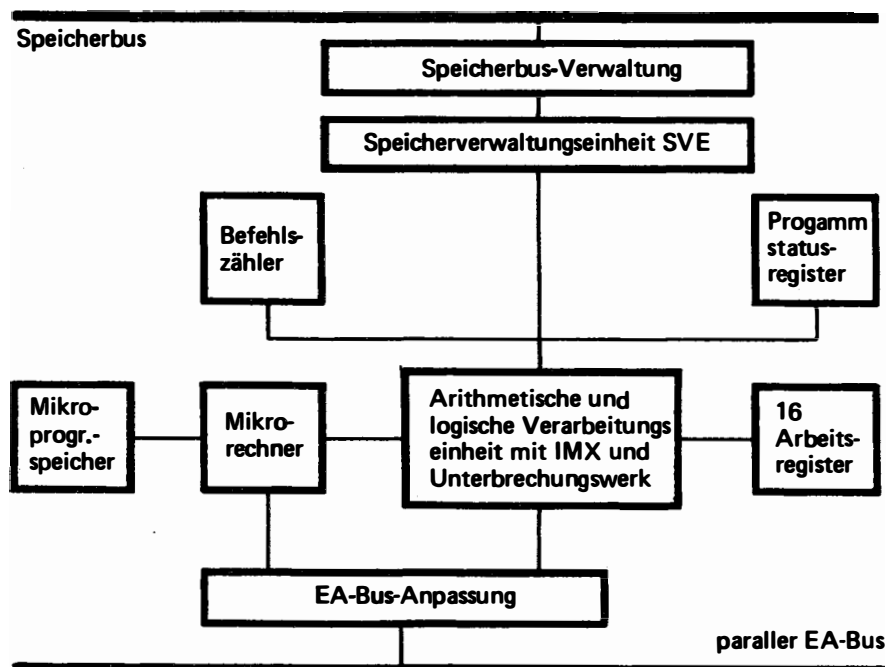 Speicherbus
Speicherbus-Verwaltung
Speicherverwaltungseinheit SVE
Befehls-
zähler
Progamm
status-
register
Mikro-
progr.-
speicher
Mikro-
rechner
Arithmetische und
logische Verarbeitungs
einheit mit IMX und
Unterbrechungswerk
16
Arbeits-
register
EA-Bus-Anpassung
paraller EA-Bus